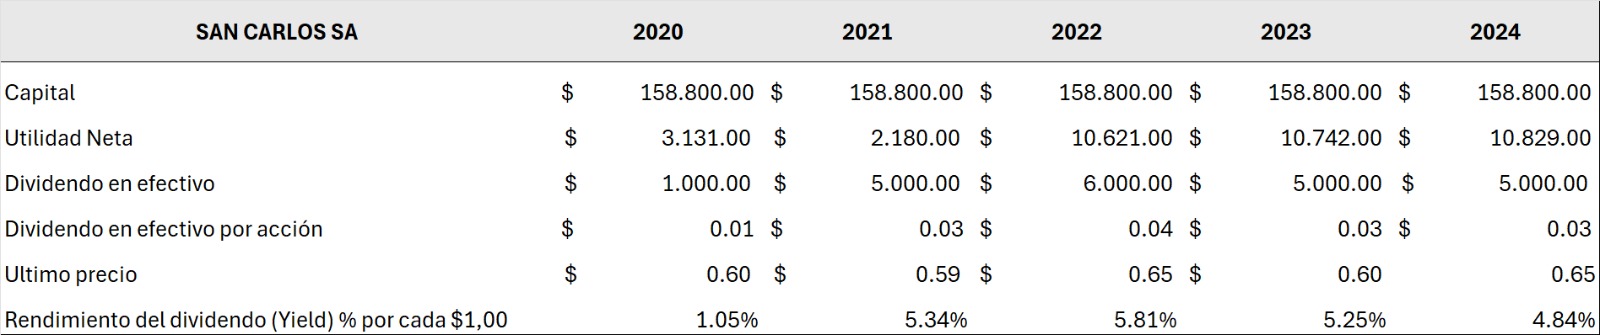 SAN CARLOS SA 2020 2021 2022 2023 2024
Capital $ 158.800.00 $ 158.800.00 $ 158.800.00 $ 158.800.00 $ 158.800.00
Utilidad Neta $ 3.131.00 $ 2.180.00 $ 10.621.00 $ 10.742.00 $ 10.829.00
Dividendo en efectivo $ 1.000.00 $ 5.000.00 $ 6.000.00 $ 5.000.00 $ 5.000.00
Dividendo en efectivo por acción $ 0.01 $ 0.03 $ 0.04 $ 0.03 $ 0.03
Ultimo precio $ 0.60 $ 0.59 $ 0.65 $ 0.60 0.65
Rendimiento del dividendo (Yield) % por cada $1,00 1.05% 5.34% 5.81% 5.25% 4.84%